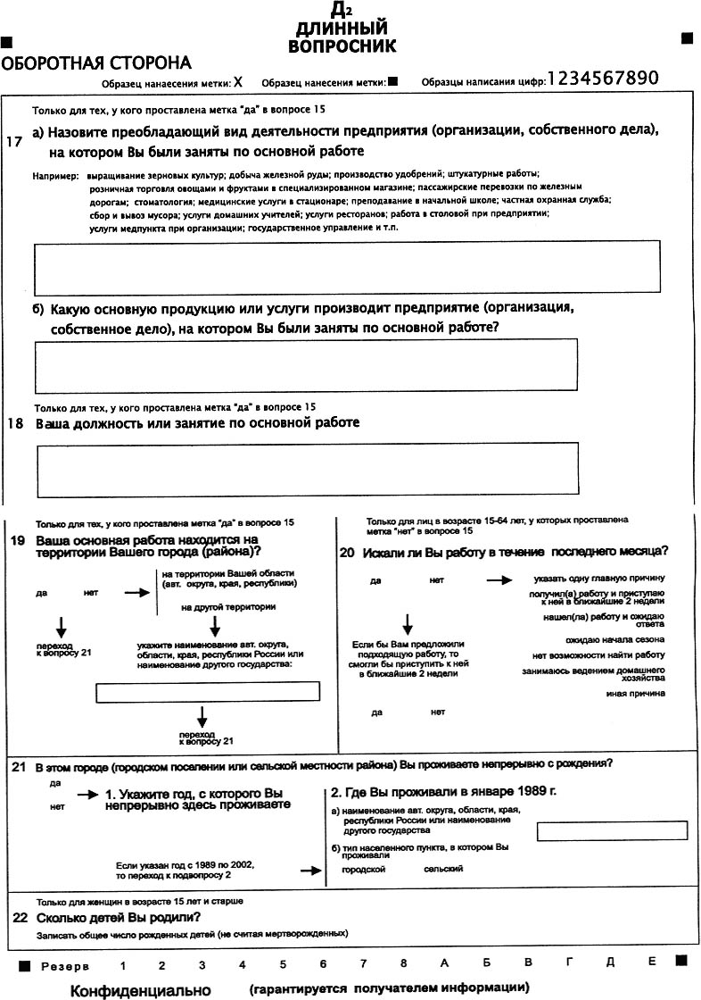 Д2
ДЛИННЫЙ
ВОПРОСНИК
ОБОРОТНАЯ СТОРОНА
Образец нанаесения метки: X Образец нанесения метки: ■ Образцы написания цифр: 1234567890
Только для тех, у кого проставлена метка "да" в вопросе 15
17 а) Назовите преобладающий вид деятельности предприятия (организации, собственного дела),
на котором Вы были заняты по основной работе
Например: выращивание зерновых культур; добыча железной руды; производство удобрений; штукатурные работы;
розничная торговля овощами и фруктами в специализированном магазине; пассажирские перевозки по железным
дорогам; стоматология; медицинские услуги в стационаре; преподавание в начальной школе; частная охранная служба;
сбор и вывоз мусора; услуги домашних учителей; услуги ресторанов; работа в столовой при предприятии;
услуги медпункта при организации; государственное управление и т.п.
б) Какую основную продукцию или услуги производит предприятие (организация,
собственное дело), на котором Вы были заняты по основной работе?
Только для тех, у кого проставлена метка "да" в вопросе 15
18 Ваша должность или занятие по основной работе
Только для тех, у кого проставлена метка "да" в вопросе 15
19 Ваша основная работа находится на
территории Вашего города (района)?
да нет
на территории Вашей области
(авт. округа, края, республики)
на другой территории
переход
к вопросу 21
укажите наименование авт. округа,
области, края, республики России или
наименование другого государства:
переход
к вопросу 21
Только для лиц в возрасте 15-64 лет, у которых проставлена
метка "нет" в вопросе 15
20 Искали ли Вы работу в течение последнего месяца?
да нет
указать одну главную причину
получил(а) работу и приступаю
к ней в ближайшие 2 недели
нашел(ла) работу и ожидаю
ответа
ожидаю начала сезона
нет возможности найти работу
занимаюсь ведением домашнего
хозяйства
иная причина
Если бы Вам предложили
подходящую работу, то
смогли бы приступить к ней
в ближайшие 2 недели
да нет
21 В этом городе (городском поселении или сельской местности района) Вы проживаете непрерывно с рождения?
да
нет
1. Укажите год, с которого Вы
непрерывно здесь проживаете
Если указан год с 1989 по 2002,
то переход к подвопросу 2
2. Где Вы проживали в январе 1989 г.
а) наименование авт. округа, области, края,
республики России или наименование
другого государства
б) тип населенного пункта, в котором Вы
проживали
городской сельский
Только для женщин в возрасте 15 лет и старше
22 Сколько детей Вы родили?
Записать общее число рожденных детей (не считая мертворожденных)
Резерв 1 2 3 4 5 6 7 8 А Б В Г Д Е
Конфиденциально (гарантируется получателем информации)